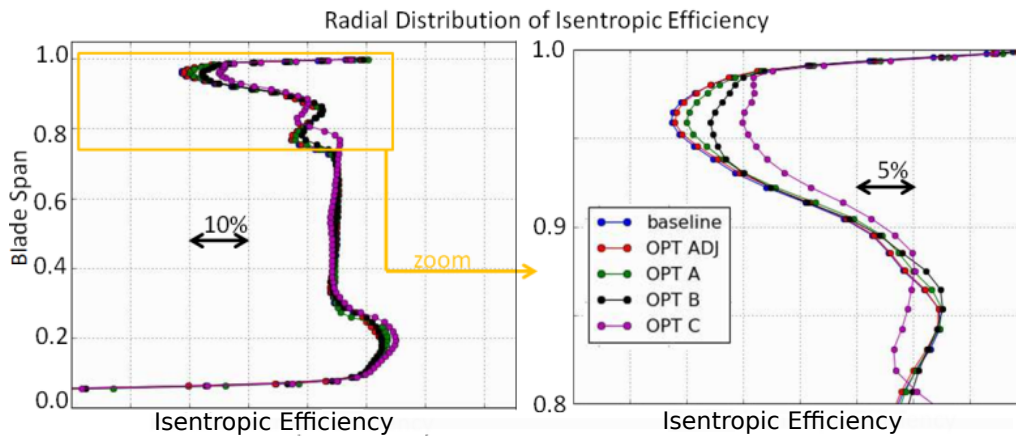 Radial Distribution of Isentropic Efficiency
1.0
0.8
0.6
0.4
0.2
0.0
Blade Span
10%
zoom
Isentropic Efficiency
1.0
0.9
0.8
5%
baseline
OPT ADJ
OPT A
OPT B
OPT C
Isentropic Efficiency